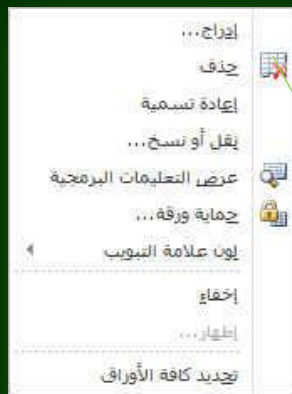 إدراج...
حذف
إعادة تسمية
نقل أو نسخ...
عرض التعليمات البرمجية
حماية ورقة...
لون علامة التبويب
إخفاء
إظهار...
تحديد كافة الأوراق